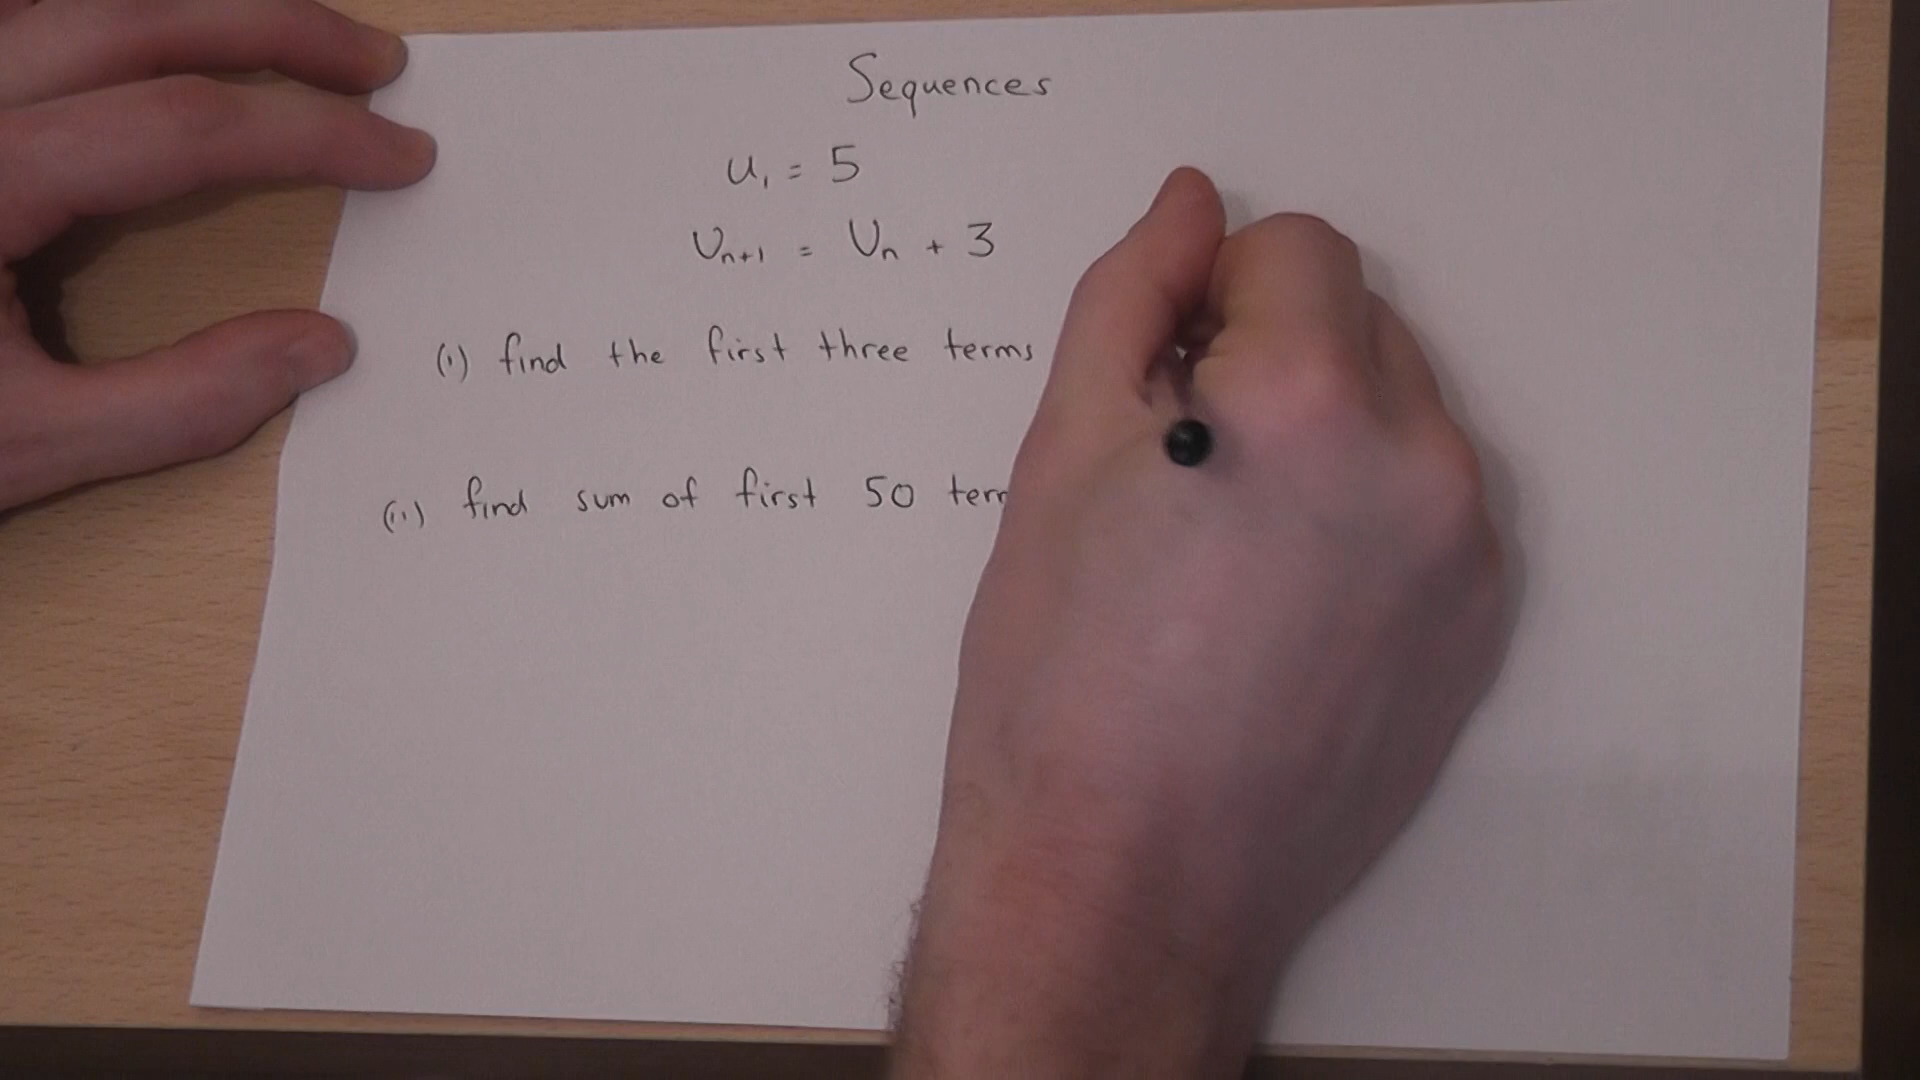 Sequences
u₁ = 5
Uₙ₊₁ = Uₙ + 3
(i) find the first three terms
(ii) find sum of first 50